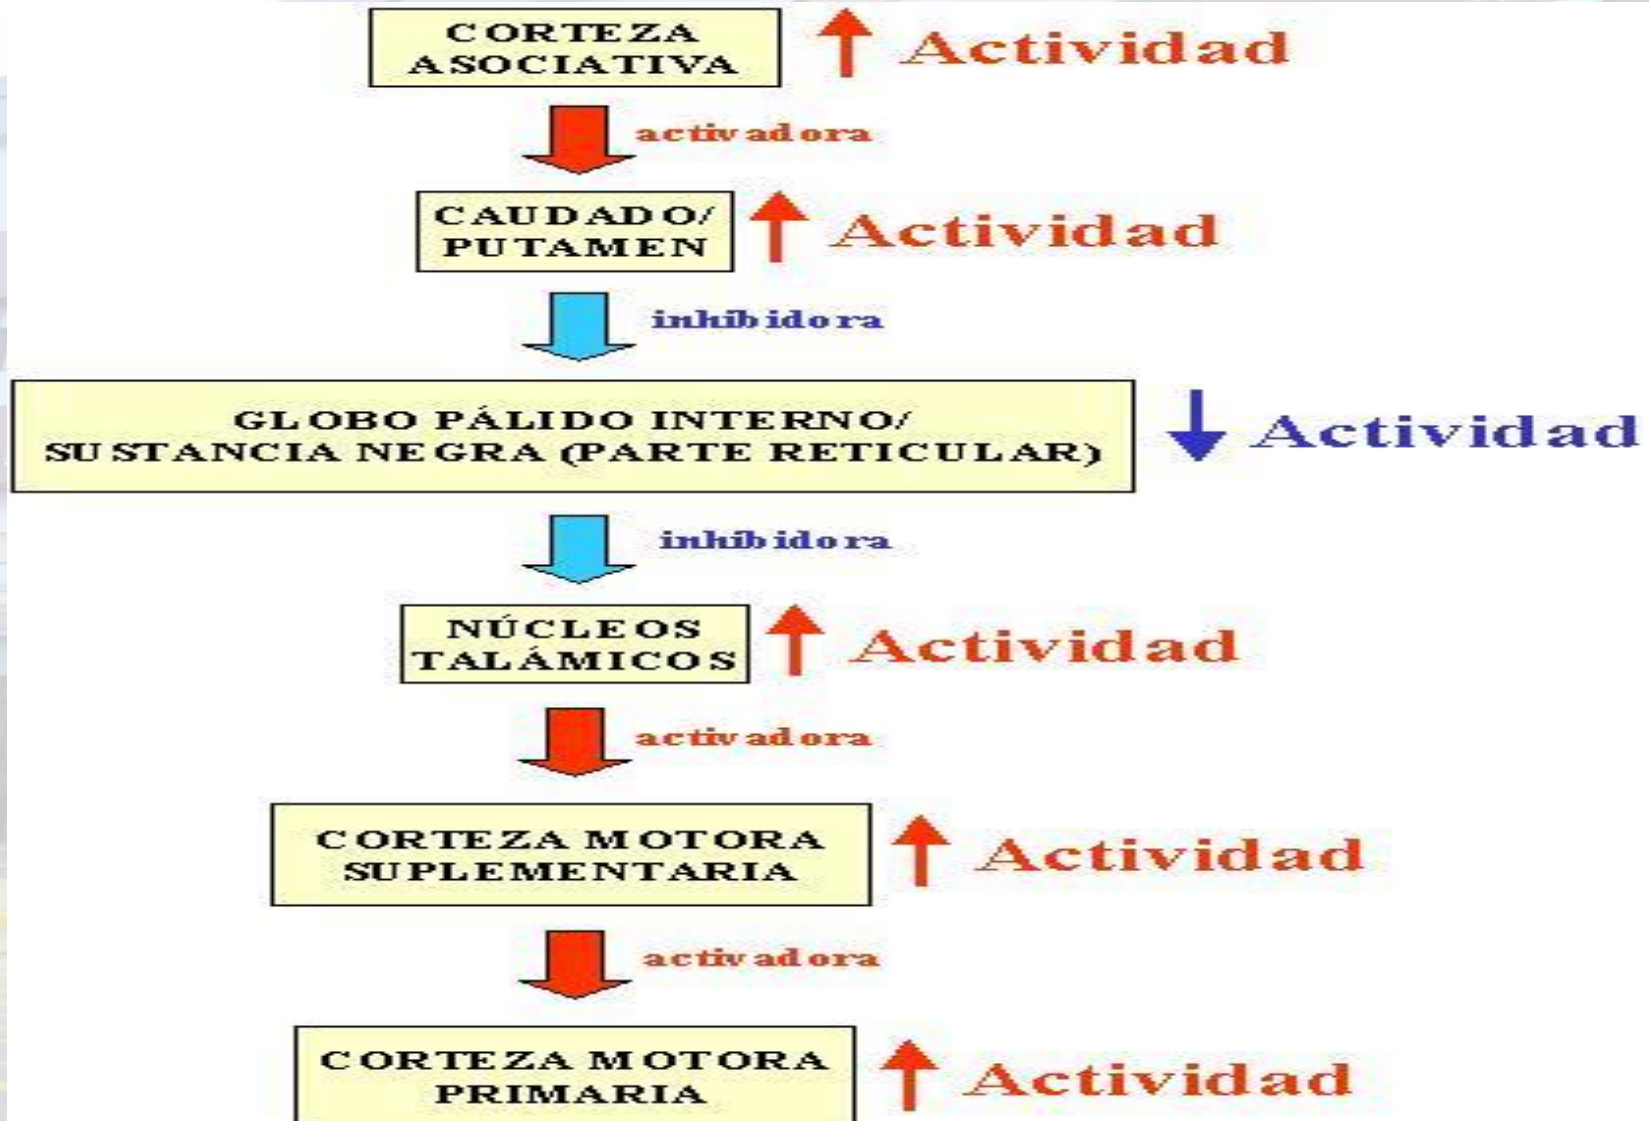 CORTEZA
ASOCIATIVA
Actividad
activadora
CAUDADO/
PUTAMEN
Actividad
inhibidora
GLOBO PÁLIDO INTERNO/
SUSTANCIA NEGRA (PARTE RETICULAR)
Actividad
inhibidora
NÚCLEOS
TALÁMICOS
Actividad
activadora
CORTEZA MOTORA
SUPLEMENTARIA
Actividad
activadora
CORTEZA MOTORA
PRIMARIA
Actividad